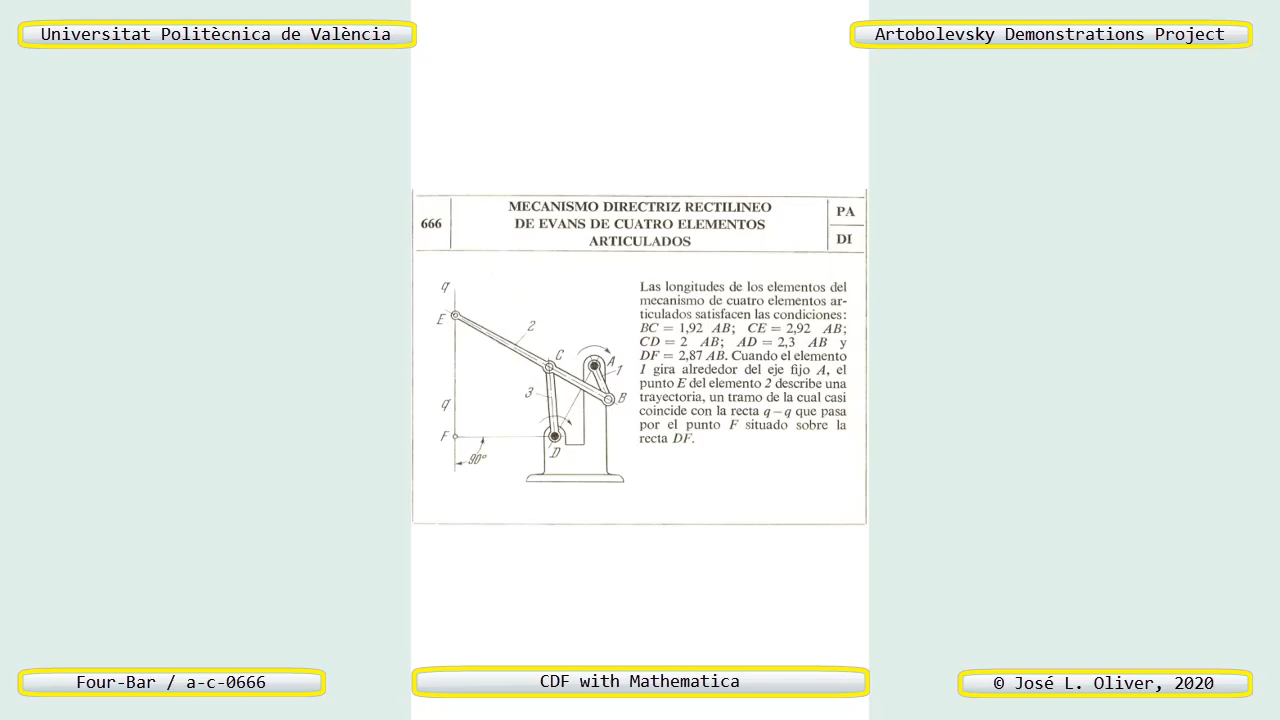 Universitat Politècnica de València
Artobolevsky Demonstrations Project
666
MECANISMO DIRECTRIZ RECTILINEO
DE EVANS DE CUATRO ELEMENTOS
ARTICULADOS
PA
DI
q
E
2
C
A
1
q
3
B
F
D
90°
Las longitudes de los elementos del
mecanismo de cuatro elementos ar-
ticulados satisfacen las condiciones:
BC = 1,92 AB; CE = 2,92 AB;
CD = 2 AB; AD = 2,3 AB y
DF = 2,87 AB. Cuando el elemento
1 gira alrededor del eje fijo A, el
punto E del elemento 2 describe una
trayectoria, un tramo de la cual casi
coincide con la recta q – q que pasa
por el punto F situado sobre la
recta DF.
Four-Bar / a-c-0666
CDF with Mathematica
© José L. Oliver, 2020